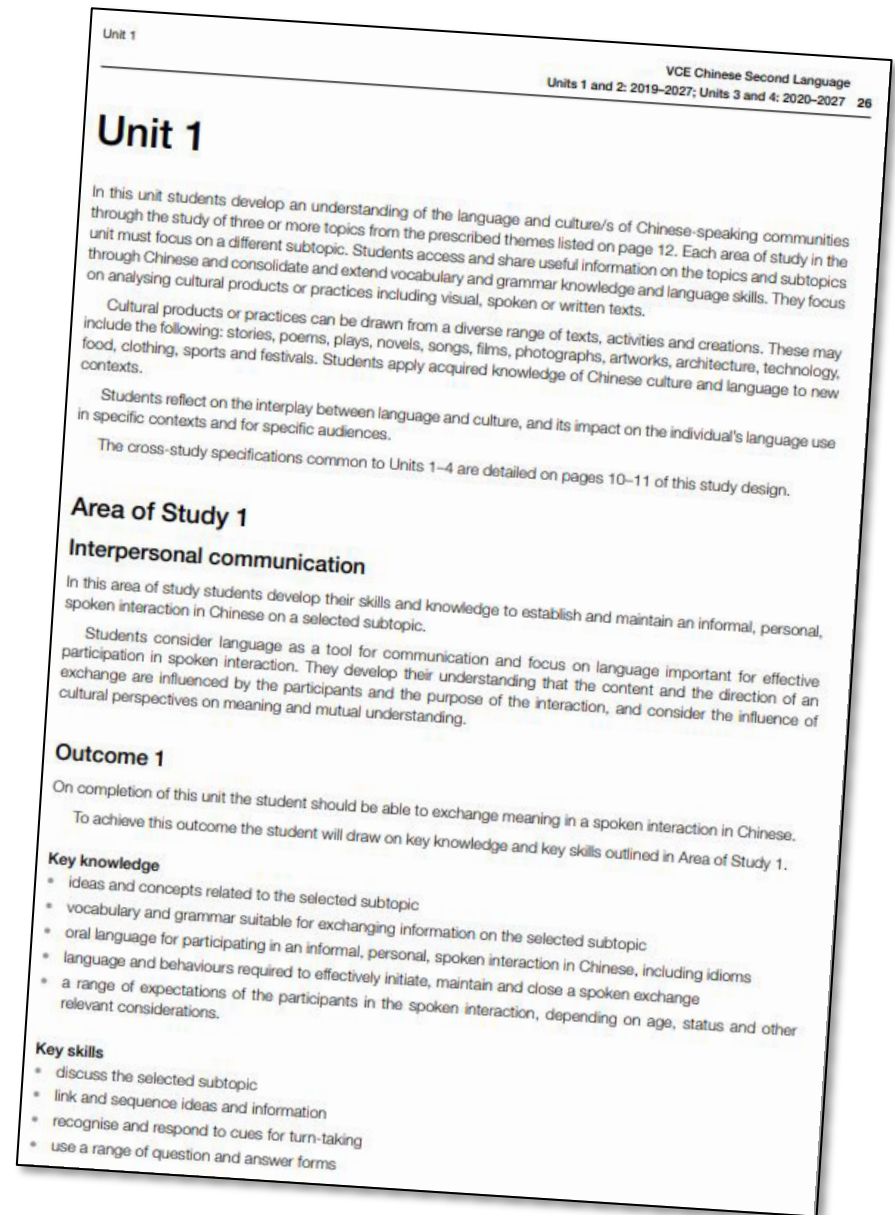 Unit 1
VCE Chinese Second Language
Units 1 and 2: 2019–2027; Units 3 and 4: 2020–2027 26
Unit 1
In this unit students develop an understanding of the language and culture/s of Chinese-speaking communities
through the study of three or more topics from the prescribed themes listed on page 12. Each area of study in the
unit must focus on a different subtopic. Students access and share useful information on the topics and subtopics
through Chinese and consolidate and extend vocabulary and grammar knowledge and language skills. They focus
on analysing cultural products or practices including visual, spoken or written texts.
Cultural products or practices can be drawn from a diverse range of texts, activities and creations. These may
include the following: stories, poems, plays, novels, songs, films, photographs, artworks, architecture, technology,
food, clothing, sports and festivals. Students apply acquired knowledge of Chinese culture and language to new
contexts.
Students reflect on the interplay between language and culture, and its impact on the individual's language use
in specific contexts and for specific audiences.
The cross-study specifications common to Units 1–4 are detailed on pages 10–11 of this study design.
Area of Study 1
Interpersonal communication
In this area of study students develop their skills and knowledge to establish and maintain an informal, personal,
spoken interaction in Chinese on a selected subtopic.
Students consider language as a tool for communication and focus on language important for effective
participation in spoken interaction. They develop their understanding that the content and the direction of an
exchange are influenced by the participants and the purpose of the interaction, and consider the influence of
cultural perspectives on meaning and mutual understanding.
Outcome 1
On completion of this unit the student should be able to exchange meaning in a spoken interaction in Chinese.
To achieve this outcome the student will draw on key knowledge and key skills outlined in Area of Study 1.
Key knowledge
• ideas and concepts related to the selected subtopic
• vocabulary and grammar suitable for exchanging information on the selected subtopic
• oral language for participating in an informal, personal, spoken interaction in Chinese, including idioms
• language and behaviours required to effectively initiate, maintain and close a spoken exchange
• a range of expectations of the participants in the spoken interaction, depending on age, status and other
relevant considerations.
Key skills
• discuss the selected subtopic
• link and sequence ideas and information
• recognise and respond to cues for turn-taking
• use a range of question and answer forms